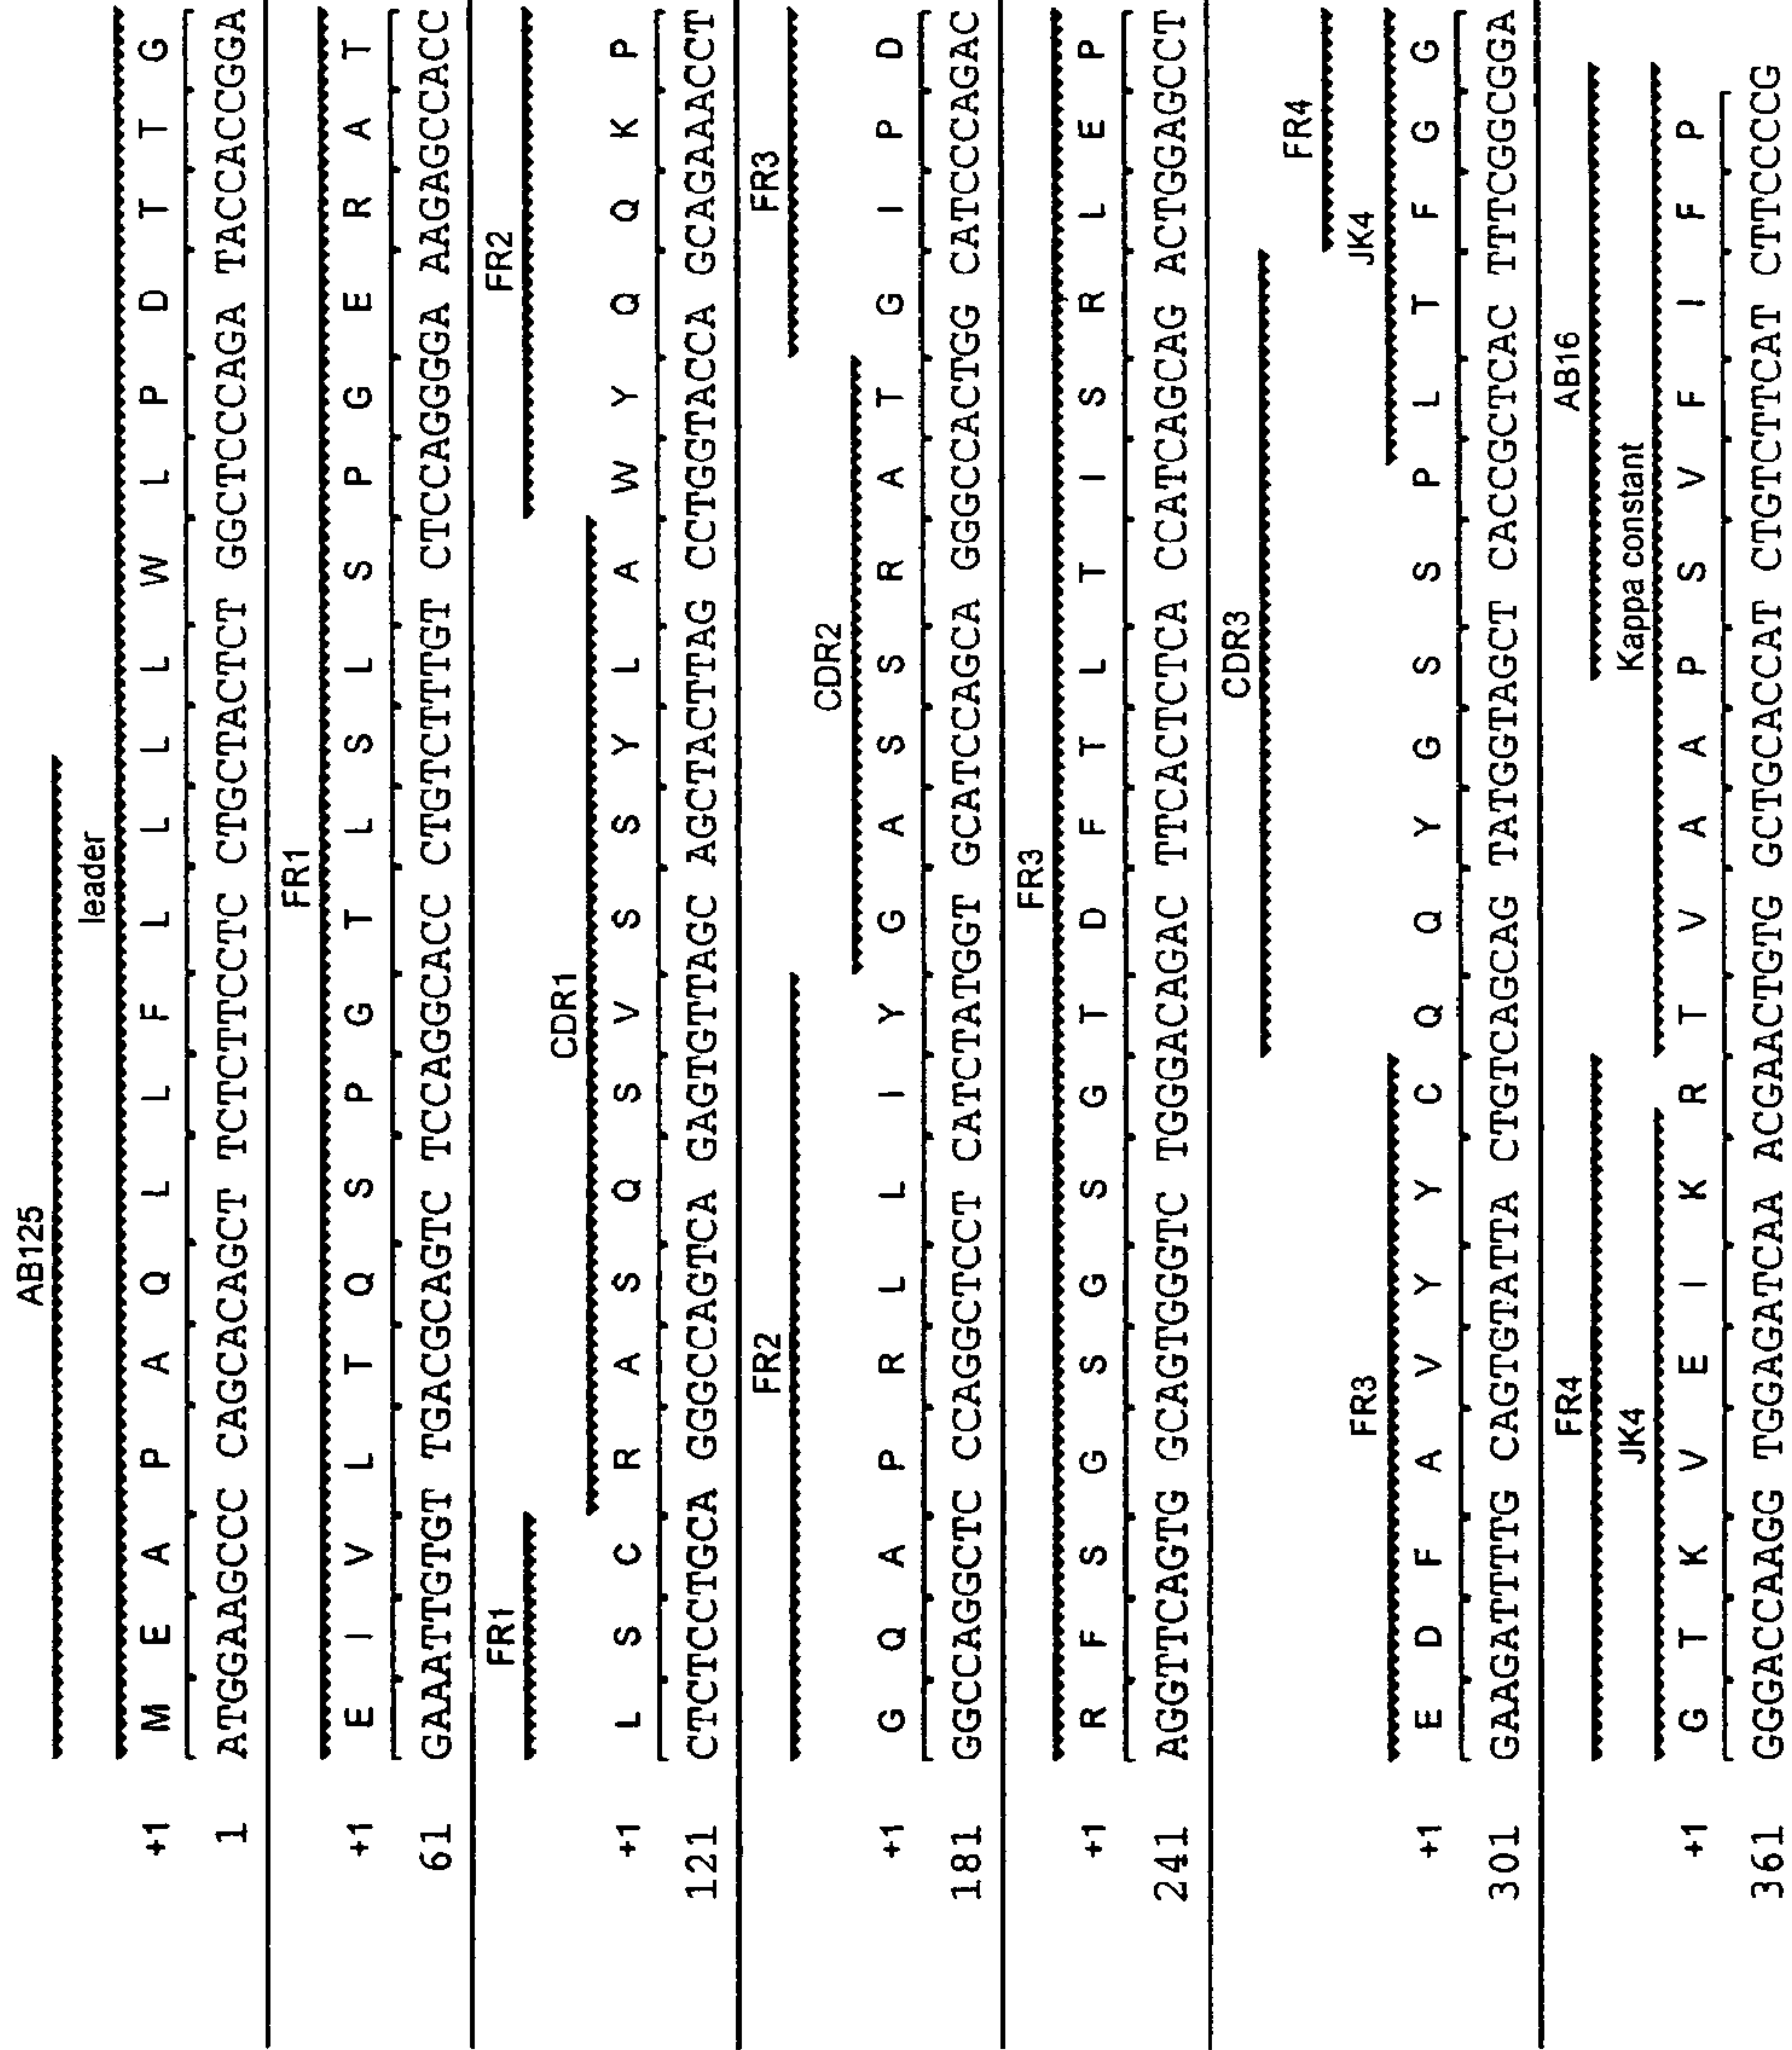 AB125
leader
+1 M E A P A Q L L F L L L L W L P D T T G
1 ATGGAAGCCC CAGCACAGCT TCTCTTCCTC CTGCTACTCT GGCTCCCAGA TACCACCGGA
FR1
+1 E I V L T Q S P G T L S L S P G E R A T
61 GAAATTGTGT TGACGCAGTC TCCAGGCACC CTGTCTTTGT CTCCAGGGGA AAGAGCCACC
FR1 FR2
CDR1
+1 L S C R A S Q S V S S Y L A W Y Q Q K P
121 CTCTCCTGCA GGGCCAGTCA GAGTGTTAGC AGCTACTTAG CCTGGTACCA GCAGAAACCT
FR2 FR3
CDR2
+1 G Q A P R L L I Y G A S S R A T G I P D
181 GGCCAGGCTC CCAGGCTCCT CATCTATGGT GCATCCAGCA GGGCCACTGG CATCCCAGAC
FR3
+1 R F S G S G S G T D F T L T I S R L E P
241 AGGTTCAGTG GCAGTGGGTC TGGGACAGAC TTCACTCTCA CCATCAGCAG ACTGGAGCCT
CDR3
FR4
FR3 JK4
+1 E D F A V Y Y C Q Q Y G S S P L T F G G
301 GAAGATTTTG CAGTGTATTA CTGTCAGCAG TATGGTAGCT CACCGCTCAC TTTCGGCGGA
FR4 AB16
JK4 Kappa constant
+1 G T K V E I K R T V A A P S V F I F P
361 GGGACCAAGG TGGAGATCAA ACGAACTGTG GCTGCACCAT CTGTCTTCAT CTTCCCCCG